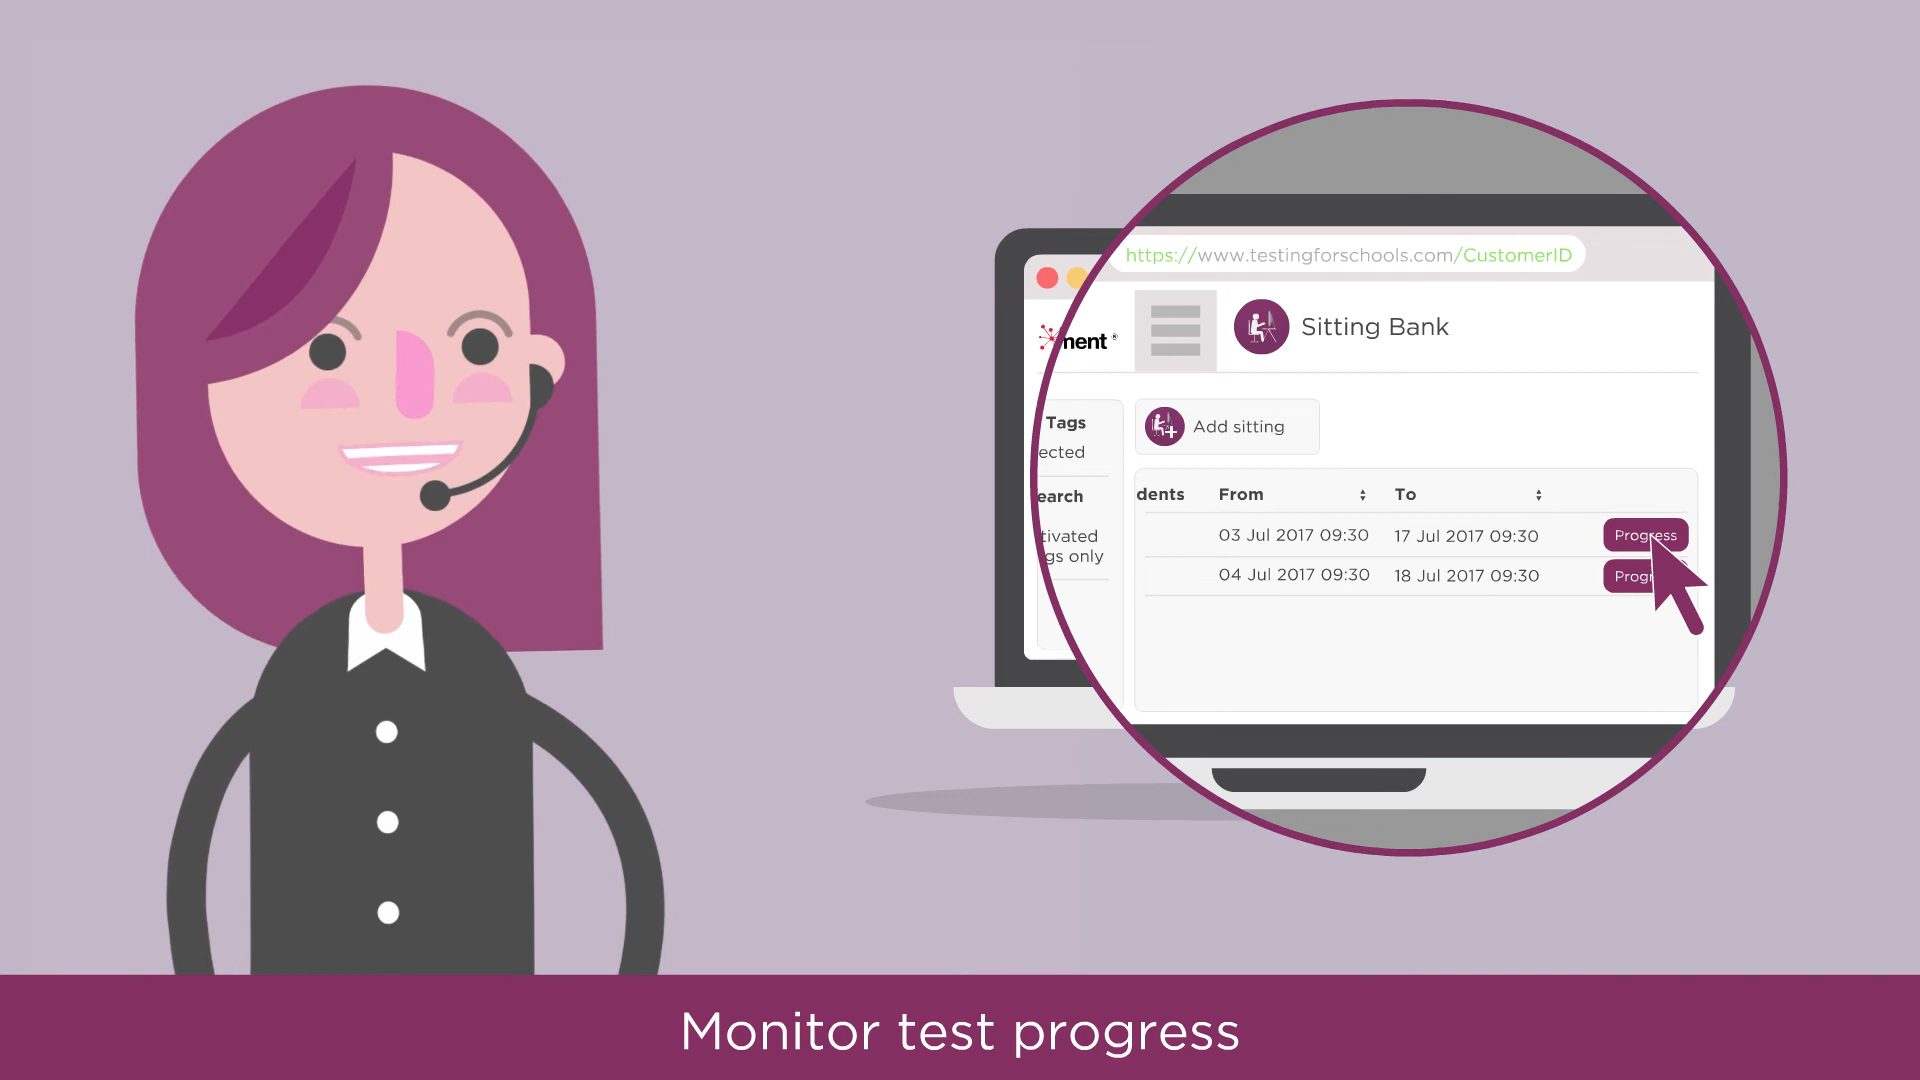 https://www.testingforschools.com/CustomerID
ment ®
Sitting Bank
Tags
ected
Add sitting
earch
dents From To
tivated
gs only
03 Jul 2017 09:30 17 Jul 2017 09:30 Progress
04 Jul 2017 09:30 18 Jul 2017 09:30 Progr
Monitor test progress